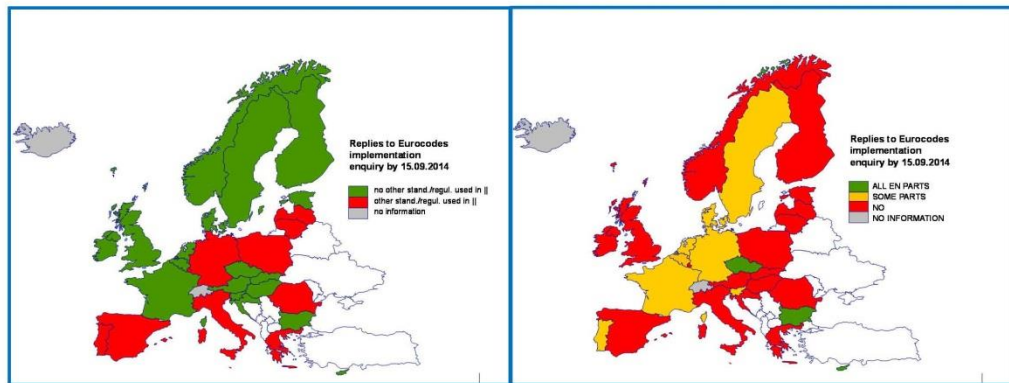 Replies to Eurocodes
implementation
enquiry by 15.09.2014
no other stand./regul. used in ||
other stand./regul. used in ||
no information
Replies to Eurocodes
implementation
enquiry by 15.09.2014
ALL EN PARTS
SOME PARTS
NO
NO INFORMATION